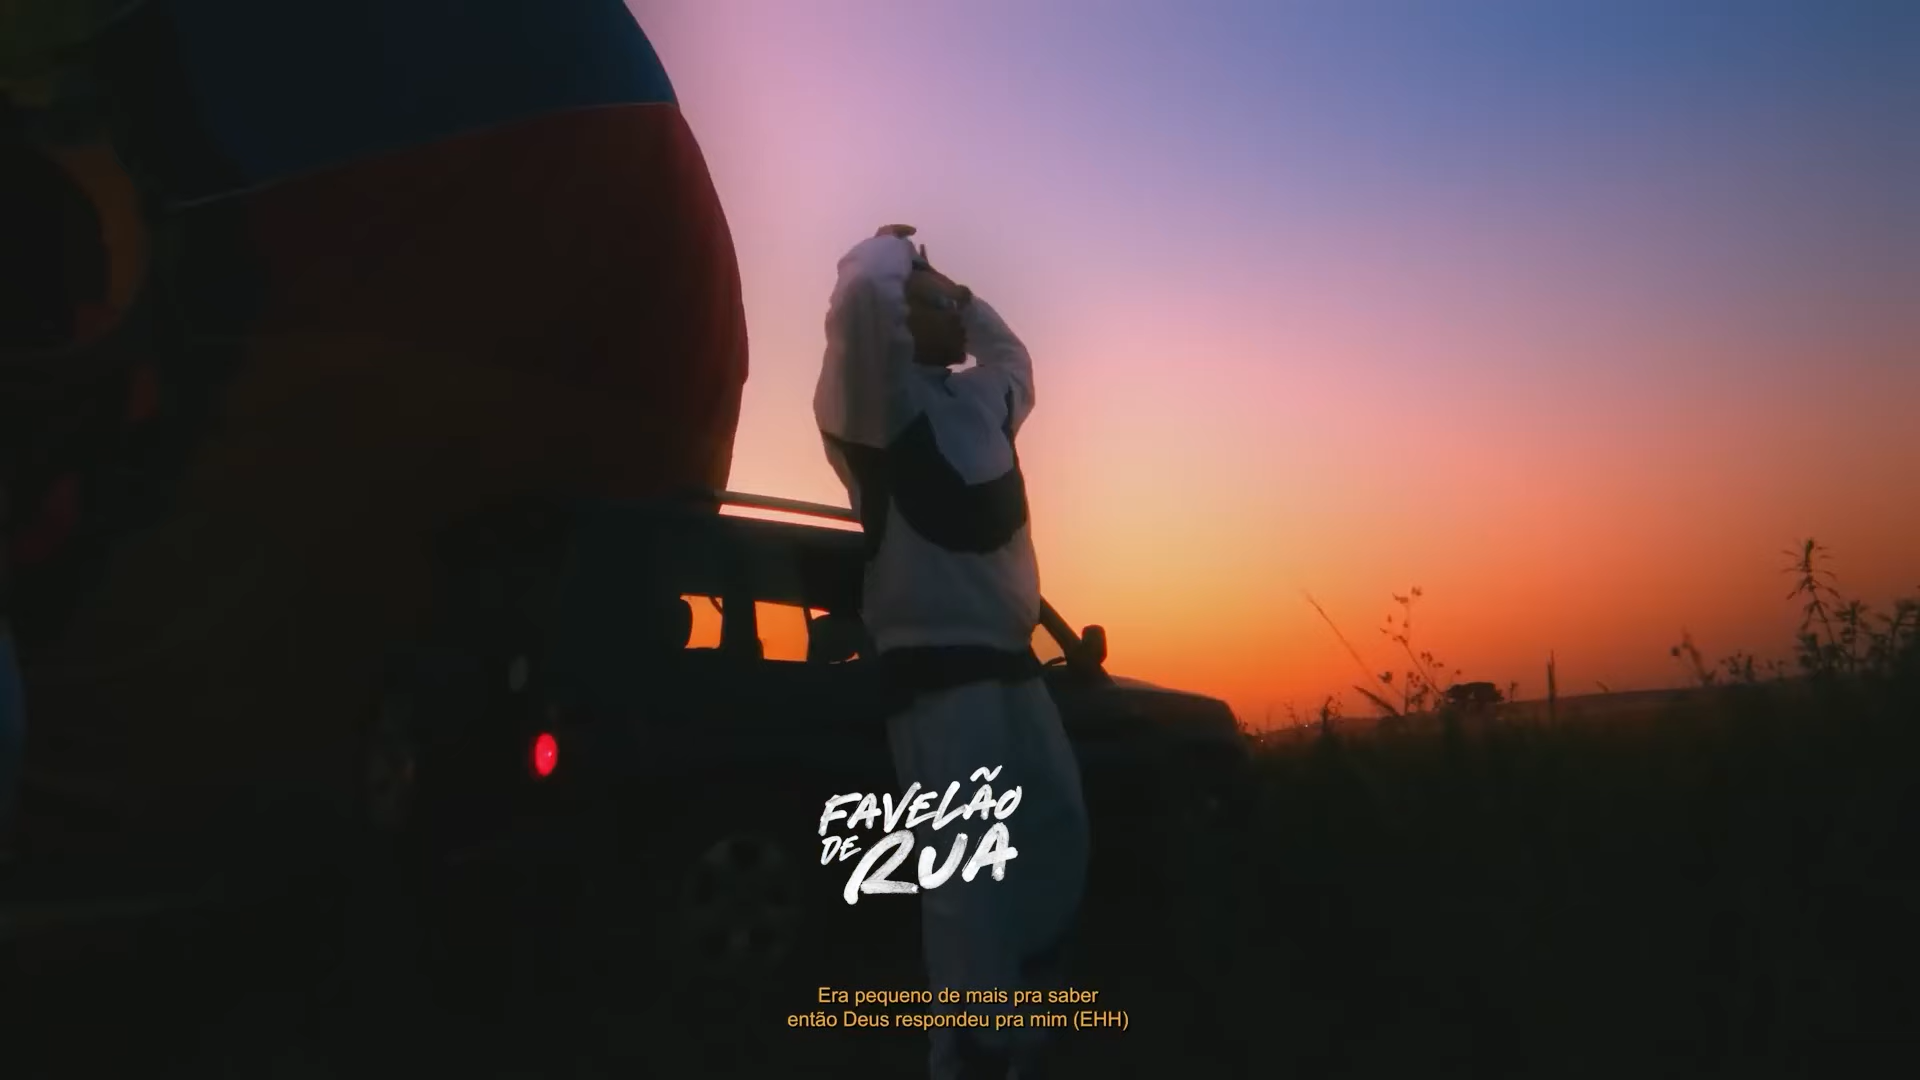 FAVELÃO
DE RUA
Era pequeno de mais pra saber
então Deus respondeu pra mim (EHH)